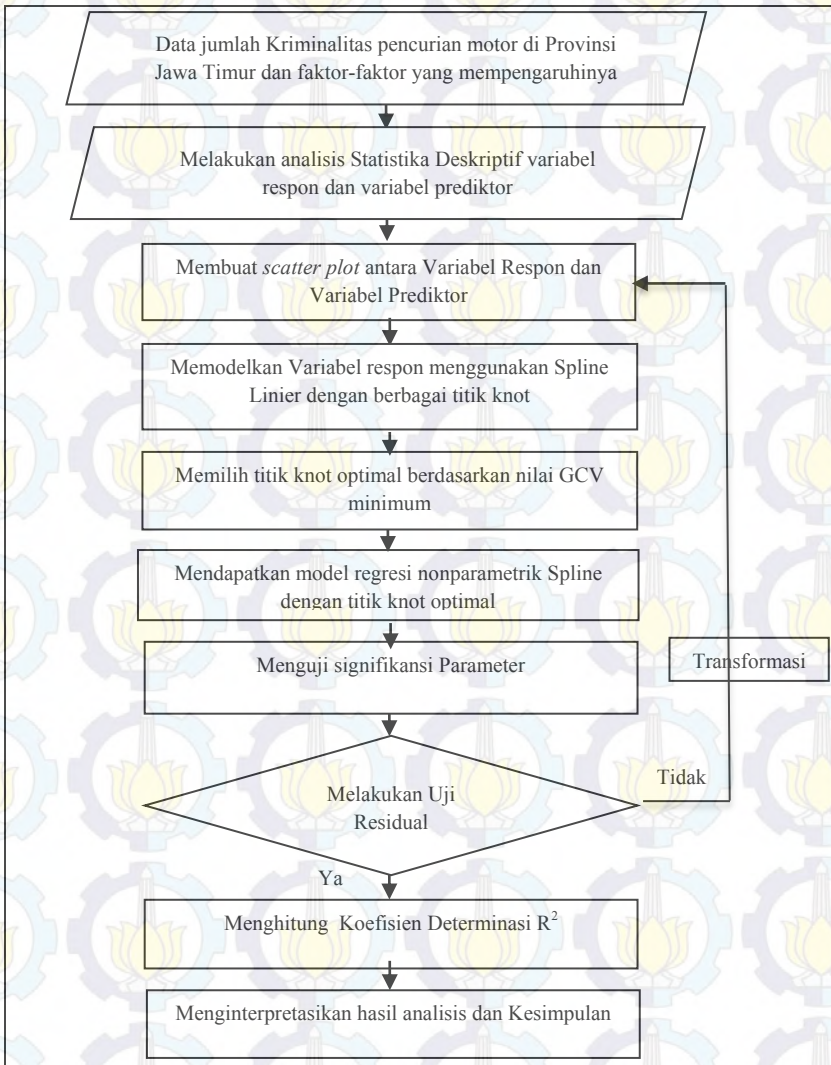 Data jumlah Kriminalitas pencurian motor di Provinsi
Jawa Timur dan faktor-faktor yang mempengaruhinya
Melakukan analisis Statistika Deskriptif variabel
respon dan variabel prediktor
Membuat scatter plot antara Variabel Respon dan
Variabel Prediktor
Memodelkan Variabel respon menggunakan Spline
Linier dengan berbagai titik knot
Memilih titik knot optimal berdasarkan nilai GCV
minimum
Mendapatkan model regresi nonparametrik Spline
dengan titik knot optimal
Menguji signifikansi Parameter
Transformasi
Melakukan Uji
Residual
Tidak
Ya
Menghitung Koefisien Determinasi R²
Menginterpretasikan hasil analisis dan Kesimpulan